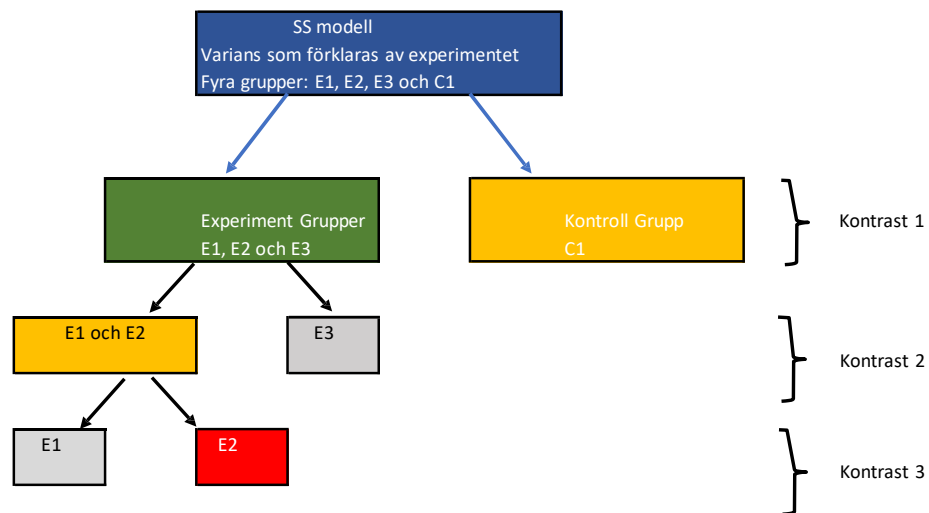 SS modell
Varians som förklaras av experimentet
Fyra grupper: E1, E2, E3 och C1
Experiment Grupper
E1, E2 och E3
Kontroll Grupp
C1
Kontrast 1
E1 och E2
E3
Kontrast 2
E1
E2
Kontrast 3